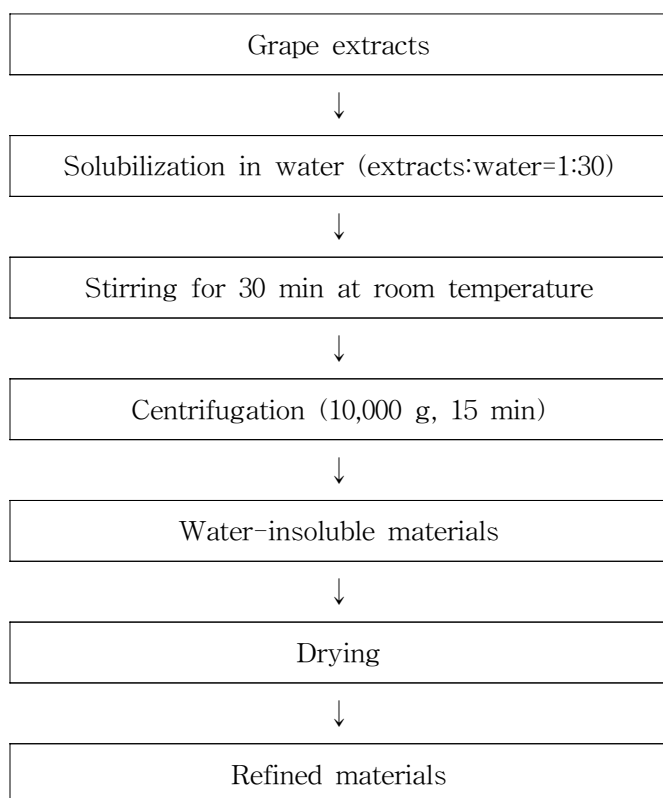 Grape extracts
↓
Solubilization in water (extracts:water=1:30)
↓
Stirring for 30 min at room temperature
↓
Centrifugation (10,000 g, 15 min)
↓
Water-insoluble materials
↓
Drying
↓
Refined materials